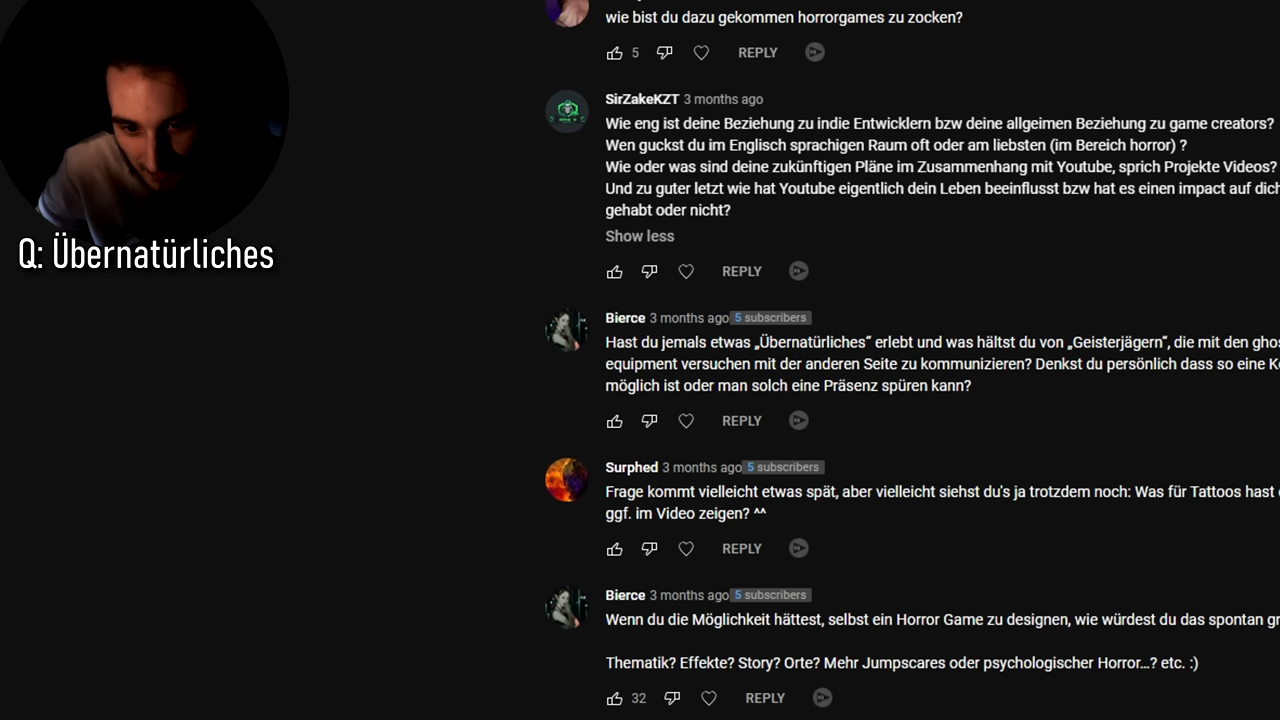 wie bist du dazu gekommen horrorgames zu zocken?
5 REPLY
SirZakeKZT 3 months ago
Wie eng ist deine Beziehung zu indie Entwicklern bzw deine allgeimen Beziehung zu game creators?
Wen guckst du im Englisch sprachigen Raum oft oder am liebsten (im Bereich horror) ?
Wie oder was sind deine zukünftigen Pläne im Zusammenhang mit Youtube, sprich Projekte Videos?
Und zu guter letzt wie hat Youtube eigentlich dein Leben beeinflusst bzw hat es einen impact auf dich
gehabt oder nicht?
Show less
REPLY
Q: Übernatürliches
Bierce 3 months ago 5 subscribers
Hast du jemals etwas „Übernatürliches“ erlebt und was hältst du von „Geisterjägern“, die mit den
equipment versuchen mit der anderen Seite zu kommunizieren? Denkst du persönlich dass so eine
möglich ist oder man solch eine Präsenz spüren kann?
REPLY
Surphed 3 months ago 5 subscribers
Frage kommt vielleicht etwas spät, aber vielleicht siehst du's ja trotzdem noch: Was für Tattoos hast
ggf. im Video zeigen? ^^
REPLY
Bierce 3 months ago 5 subscribers
Wenn du die Möglichkeit hättest, selbst ein Horror Game zu designen, wie würdest du das spontan
Thematik? Effekte? Story? Orte? Mehr Jumpscares oder psychologischer Horror...? etc. :)
32 REPLY